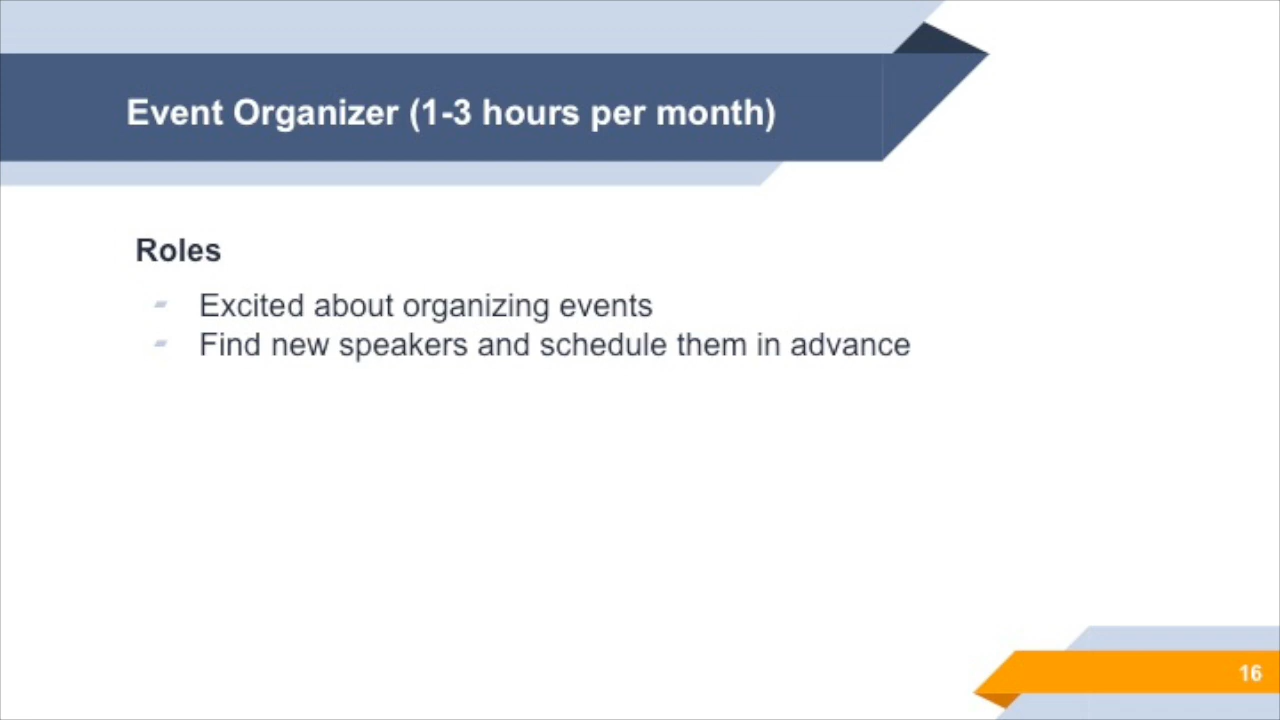 Event Organizer (1-3 hours per month)
Roles
Excited about organizing events
Find new speakers and schedule them in advance
16